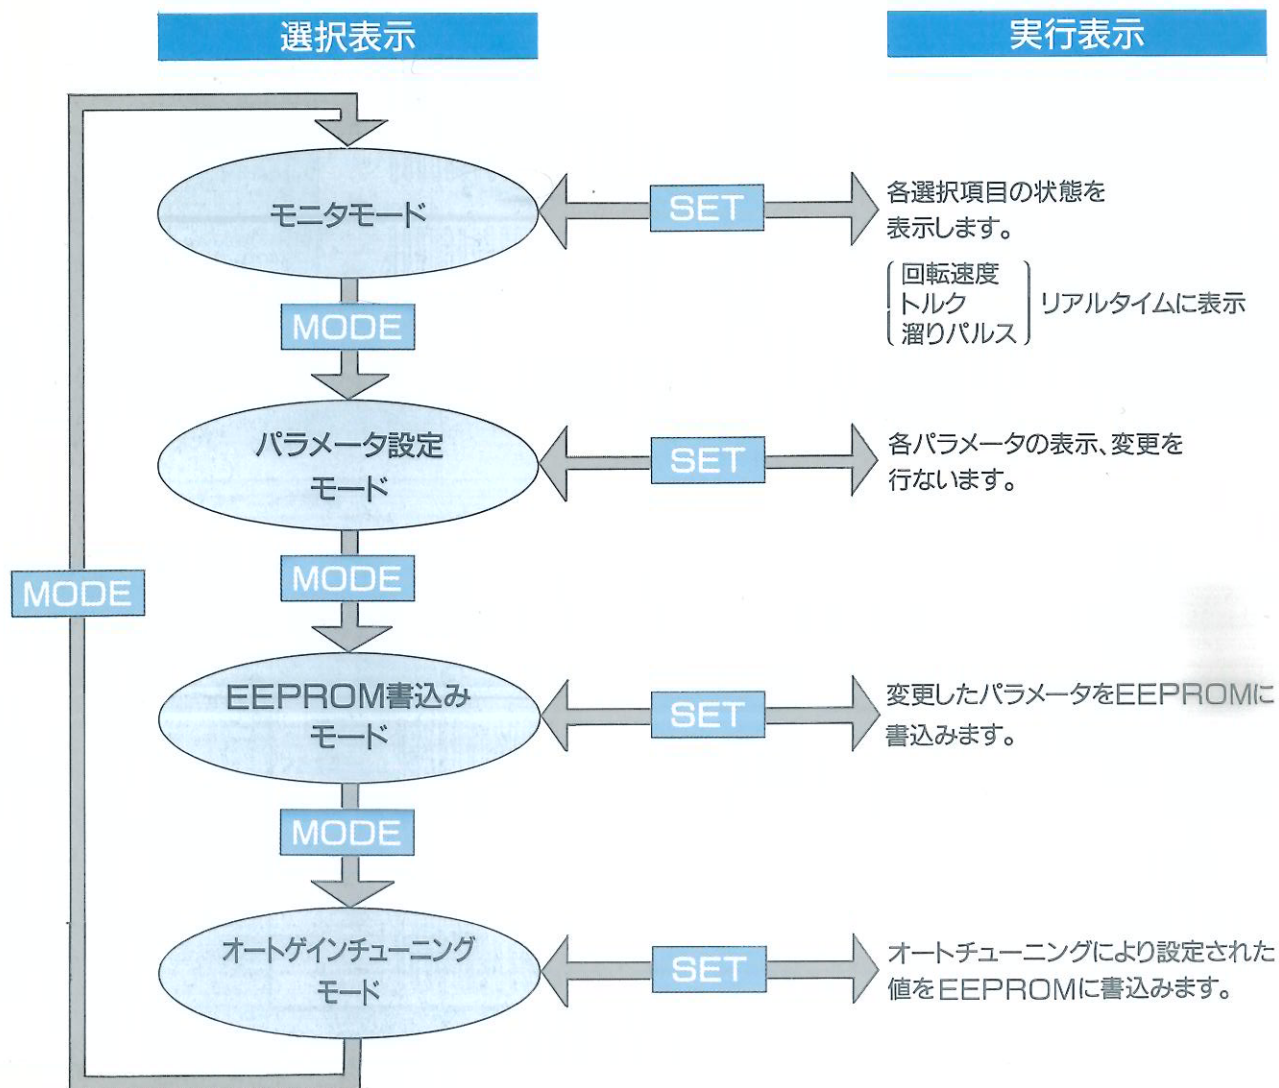 選択表示
実行表示
モニタモード
SET
各選択項目の状態を
表示します。
回転速度
トルク
溜りパルス
リアルタイムに表示
MODE
パラメータ設定
モード
SET
各パラメータの表示、変更を
行ないます。
MODE
MODE
EEPROM書込み
モード
SET
変更したパラメータをEEPROMに
書込みます。
MODE
オートゲインチューニング
モード
SET
オートチューニングにより設定された
値をEEPROMに書込みます。